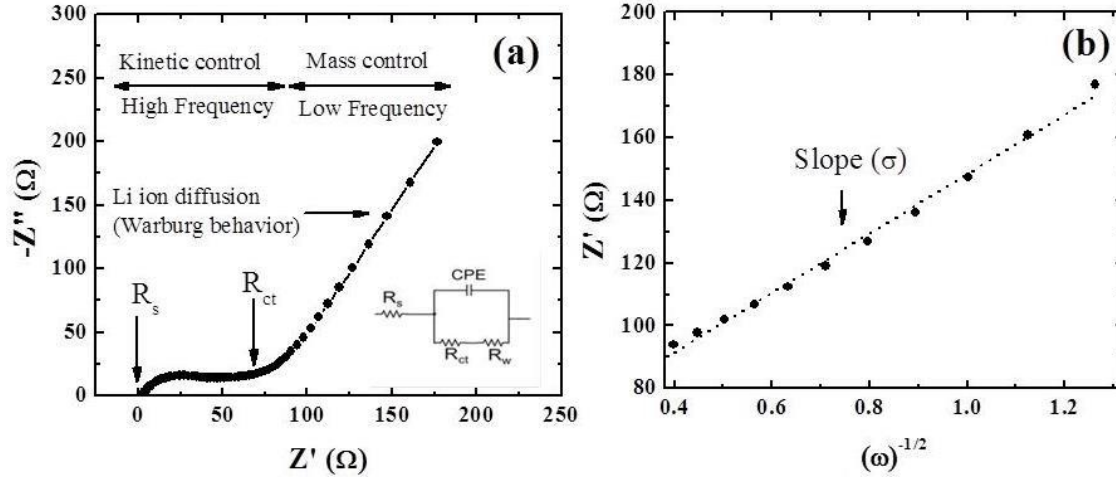 (a)
Kinetic control
Mass control
High Frequency
Low Frequency
Li ion diffusion
(Warburg behavior)
Rs
Rct
CPE
Rs
Rct
Rw
-Z'' (Ω)
300
250
200
150
100
50
0
0 50 100 150 200 250
Z' (Ω)
(b)
Slope (σ)
Z' (Ω)
200
180
160
140
120
100
80
0.4 0.6 0.8 1.0 1.2
(ω)^-1/2